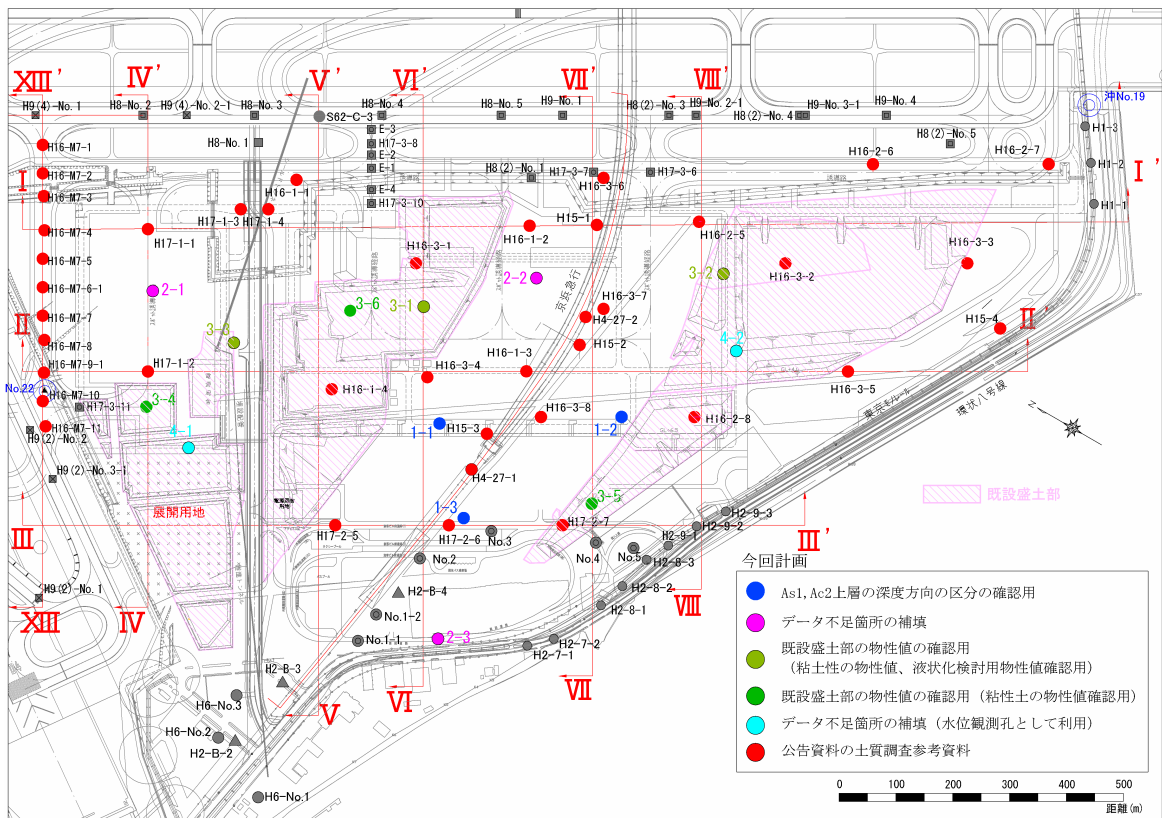 XIII'
IV'
V'
VI'
VII'
VIII'
H9(4)-No.1
H8-No.2
H9(4)-No.2-1
H8-No.3
S62-C-3
H8-No.4
H8-No.5
H9-No.1
H8(2)-No.3
H9-No.2-1
H8(2)-No.4
H9-No.3-1
H9-No.4
H8(2)-No.5
沖No.19
H1-3
H1-2
H1-1
I'
E-3
H17-3-8
E-2
E-1
E-4
H17-3-10
H8-No.1
H8(2)-No.1
H17-3-7
H16-3-6
H17-3-6
H16-2-6
H16-2-7
誘導路
誘導路
H16-M7-1
H16-M7-2
I
H16-M7-3
H16-M7-4
H16-M7-5
H16-M7-6-1
H16-M7-7
II
H16-M7-8
H16-M7-9-1
No.22
H16-M7-10
H16-M7-11
H17-3-11
H9(2)-No.2
H9(2)-No.3-1
H9(2)-No.1
H16-1-1
H17-1-3
H17-1-4
H17-1-1
H16-3-1
H16-1-2
H15-1
H16-2-5
H16-3-2
H16-3-3
2-1
2-2
3-2
3-6
3-1
3-3
京浜急行
H16-3-7
H4-27-2
H15-2
H15-4
II'
4-2
H17-1-2
H16-1-4
H16-3-4
H16-1-3
H16-3-5
3-4
4-1
1-1
H15-3
H16-3-8
1-2
H16-2-8
東京モノレール
環状八号線
N
H4-27-1
3-5
展開用地
1-3
III
III'
H17-2-5
H17-2-6
H17-2-7
No.3
No.2
No.4
No.5
H2-9-3
H2-9-2
H2-9-1
H2-8-3
H2-8-2
H2-8-1
H2-B-4
No.1-2
No.1-1
2-3
H2-7-2
H2-7-1
H2-B-3
H6-No.3
H6-No.2
H2-B-2
H6-No.1
XIII
IV
V
VI
VII
VIII
既設盛土部
今回計画
As1,Ac2上層の深度方向の区分の確認用
データ不足箇所の補填
既設盛土部の物性値の確認用
(粘土性の物性値、液状化検討用物性値確認用)
既設盛土部の物性値の確認用(粘性土の物性値確認用)
データ不足箇所の補填(水位観測孔として利用)
公告資料の土質調査参考資料
0 100 200 300 400 500
距離(m)